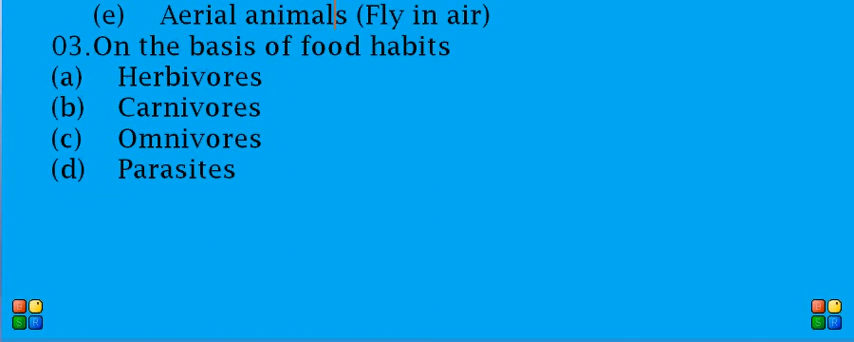 (e) Aerial animals (Fly in air)
03.On the basis of food habits
(a) Herbivores
(b) Carnivores
(c) Omnivores
(d) Parasites
S R S R